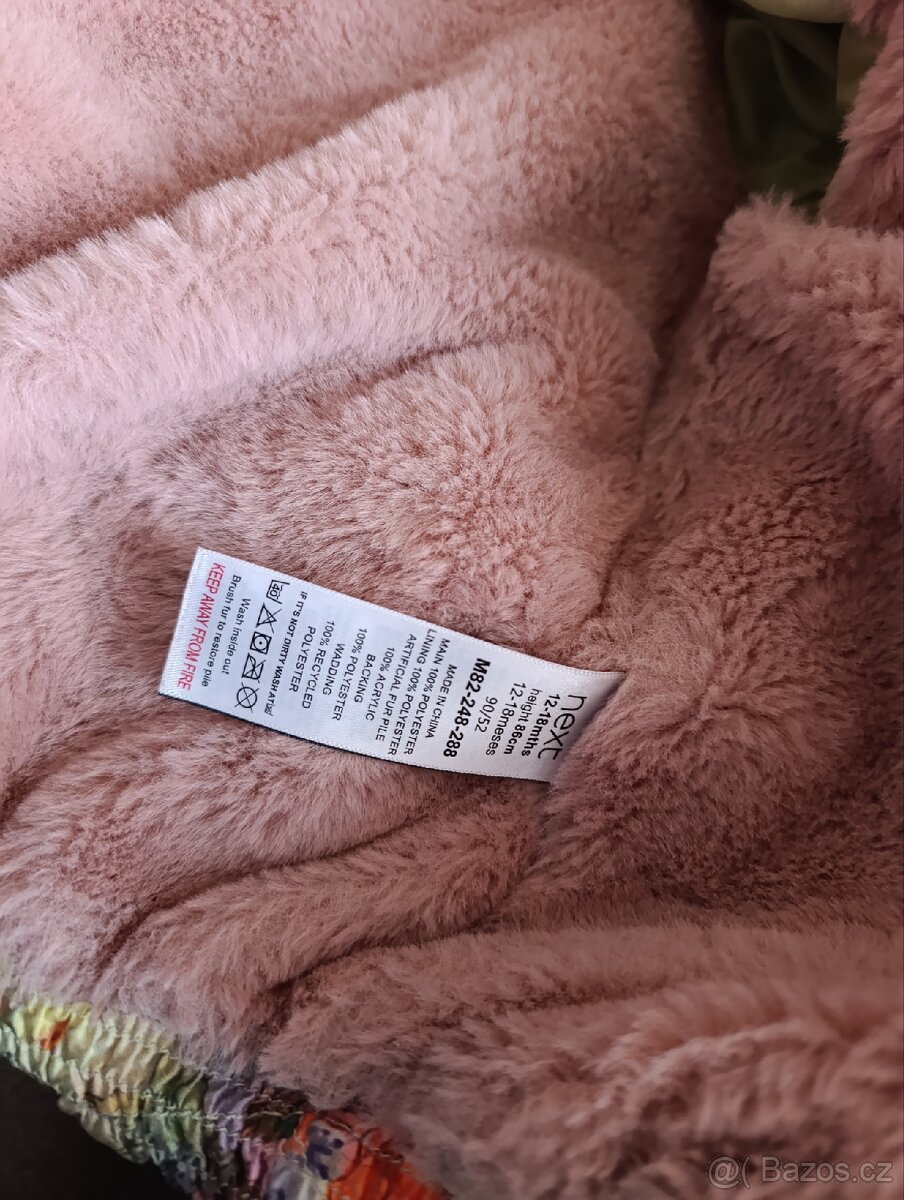 next
12-18mths
height 86cm
12-18meses
90/52
M82-248-288
MADE IN CHINA
MAIN 100% POLYESTER
LINING 100% POLYESTER
ARTIFICIAL FUR PILE
100% ACRYLIC
BACKING
100% POLYESTER
WADDING
100% RECYCLED
POLYESTER
IF IT'S NOT DIRTY WASH AT
40
Wash inside out
Brush fur to restore pile
KEEP AWAY FROM FIRE
@( Bazos.cz